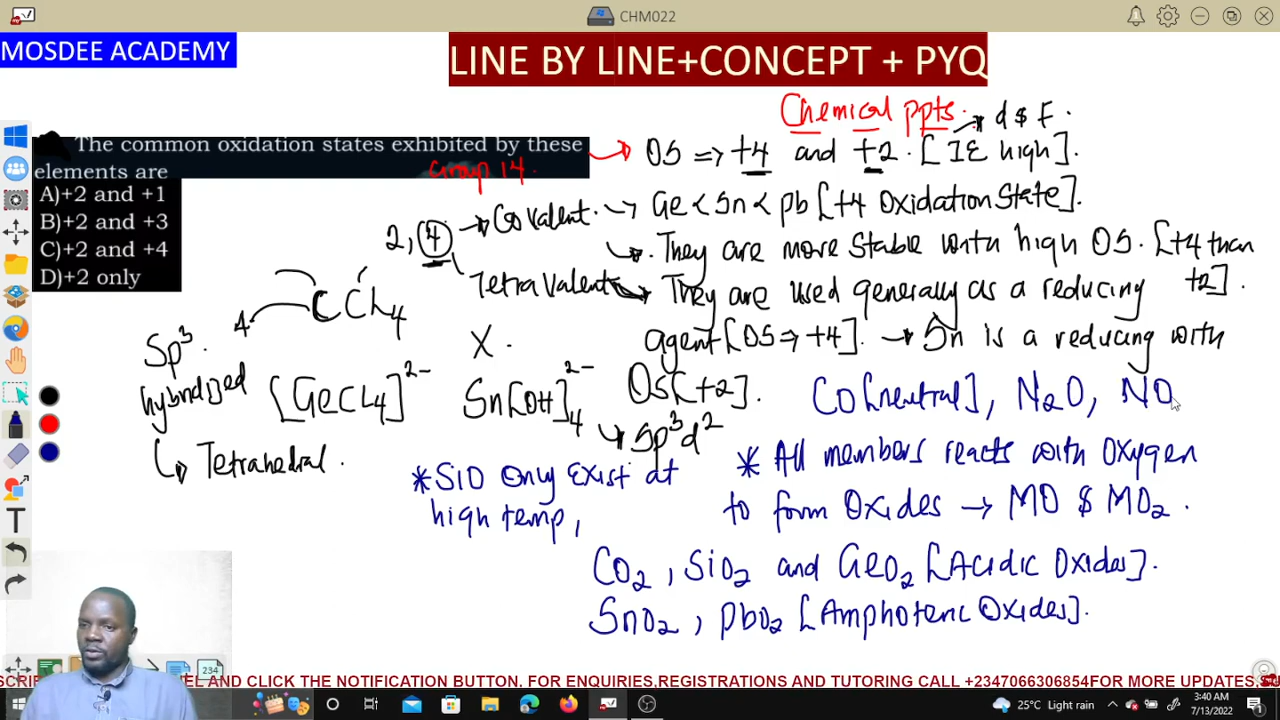 CHM022
MOSDEE ACADEMY
LINE BY LINE+CONCEPT + PYQ
The common oxidation states exhibited by these
elements are
Group 14.
A)+2 and +1
B)+2 and +3
C)+2 and +4
D)+2 only
Chemical ppts.
d $ F.
OS ⇒ +4 and +2. [IE high].
2, 4
Covalent.
Tetravalent
Ge < Sn < pb [+4 Oxidation State].
They are more Stable with high OS. [+4 than
+2].
They are used generally as a reducing
agent [OS ⇒ +4]. → Sn is a reducing with
OS[+2].
CCL4
4
Sp³.
hybridized
Tetrahedral.
X.
[GeCl4]²⁻
Sn[OH]₄²⁻
Sp³d²
CO [neutral], N2O, NO
* SiO Only Exist at
high temp,
* All members reacts with Oxygen
to form Oxides → MO $ MO2.
CO2, SiO2 and GeO2 [Acidic Oxides].
SnO2, PbO2 [Amphoteric Oxides].
234
EL AND CLICK THE NOTIFICATION BUTTON. FOR ENQUIRIES,REGISTRATIONS AND TUTORING CALL +2347066306854FOR MORE UPDATES,
25°C Light rain
3:40 AM
7/13/2022